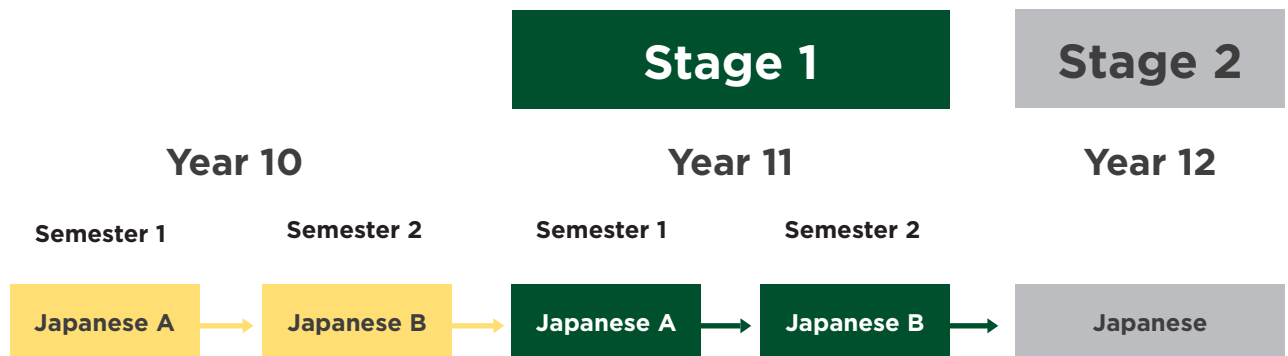 Stage 1
Stage 2
Year 10
Year 11
Year 12
Semester 1
Semester 2
Semester 1
Semester 2
Japanese A
Japanese B
Japanese A
Japanese B
Japanese